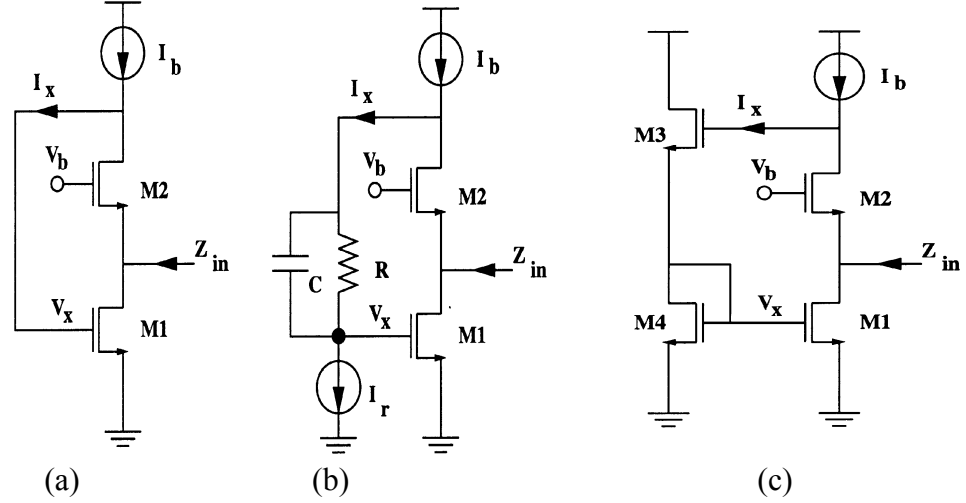 I b
I x
V b
M2
Z in
V x
M1
(a)
I b
I x
V b
M2
C
R
Z in
V x
M1
I r
(b)
M3
I x
I b
V b
M2
Z in
M4
V x
M1
(c)